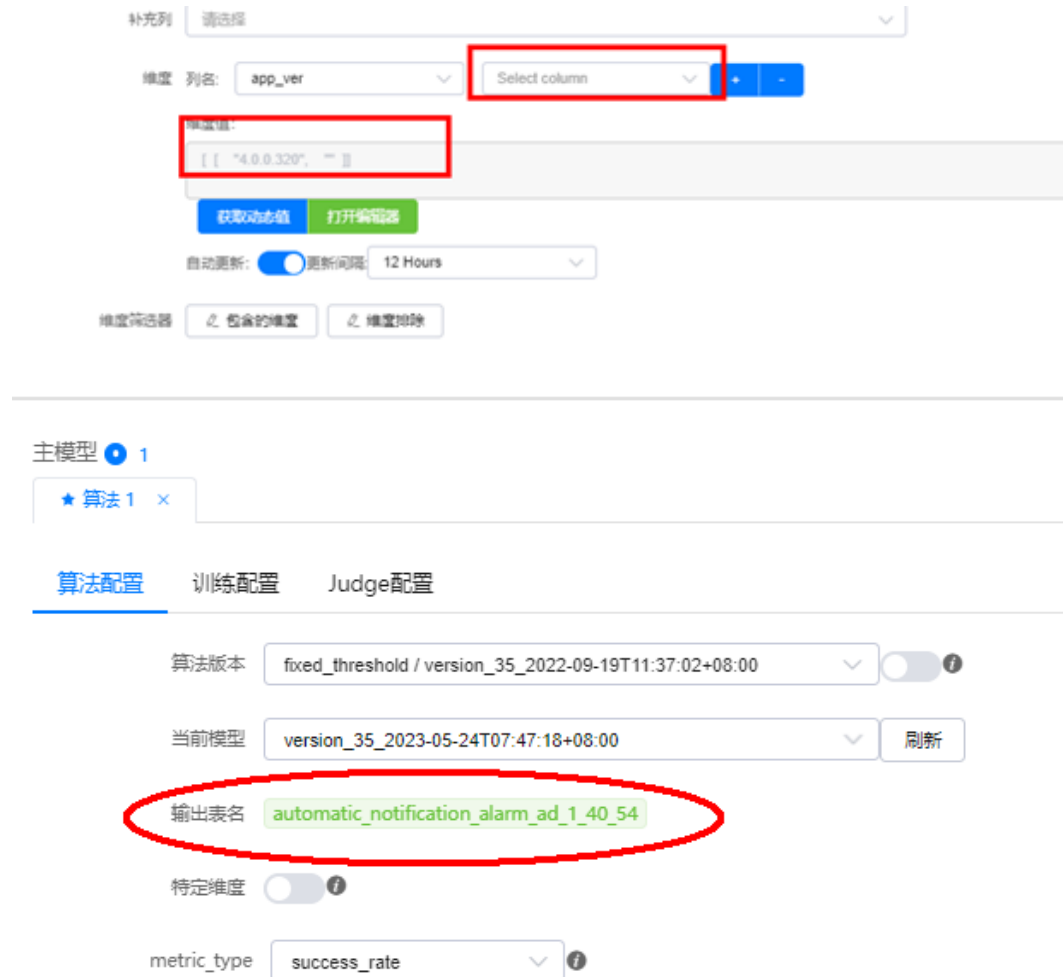 补充列 请选择
维度 列名: app_ver Select column + -
维度值:
[ [ "4.0.0.320", "" ]]
获取动态值 打开编辑器
自动更新: 更新间隔 12 Hours
维度筛选器 包含的维度 维度排除
主模型 1
算法 1 ×
算法配置 训练配置 Judge配置
算法版本 fixed_threshold / version_35_2022-09-19T11:37:02+08:00
当前模型 version_35_2023-05-24T07:47:18+08:00 刷新
输出表名 automatic_notification_alarm_ad_1_40_54
特定维度
metric_type success_rate